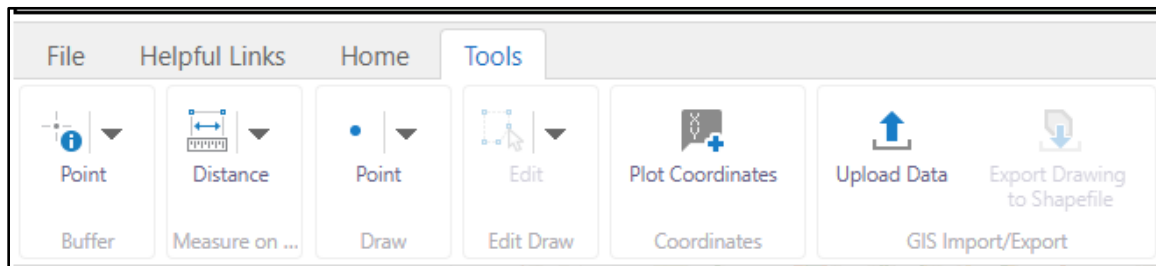 File Helpful Links Home Tools
Point Distance Point Edit Plot Coordinates Upload Data Export Drawing
to Shapefile
Buffer Measure on ... Draw Edit Draw Coordinates GIS Import/Export